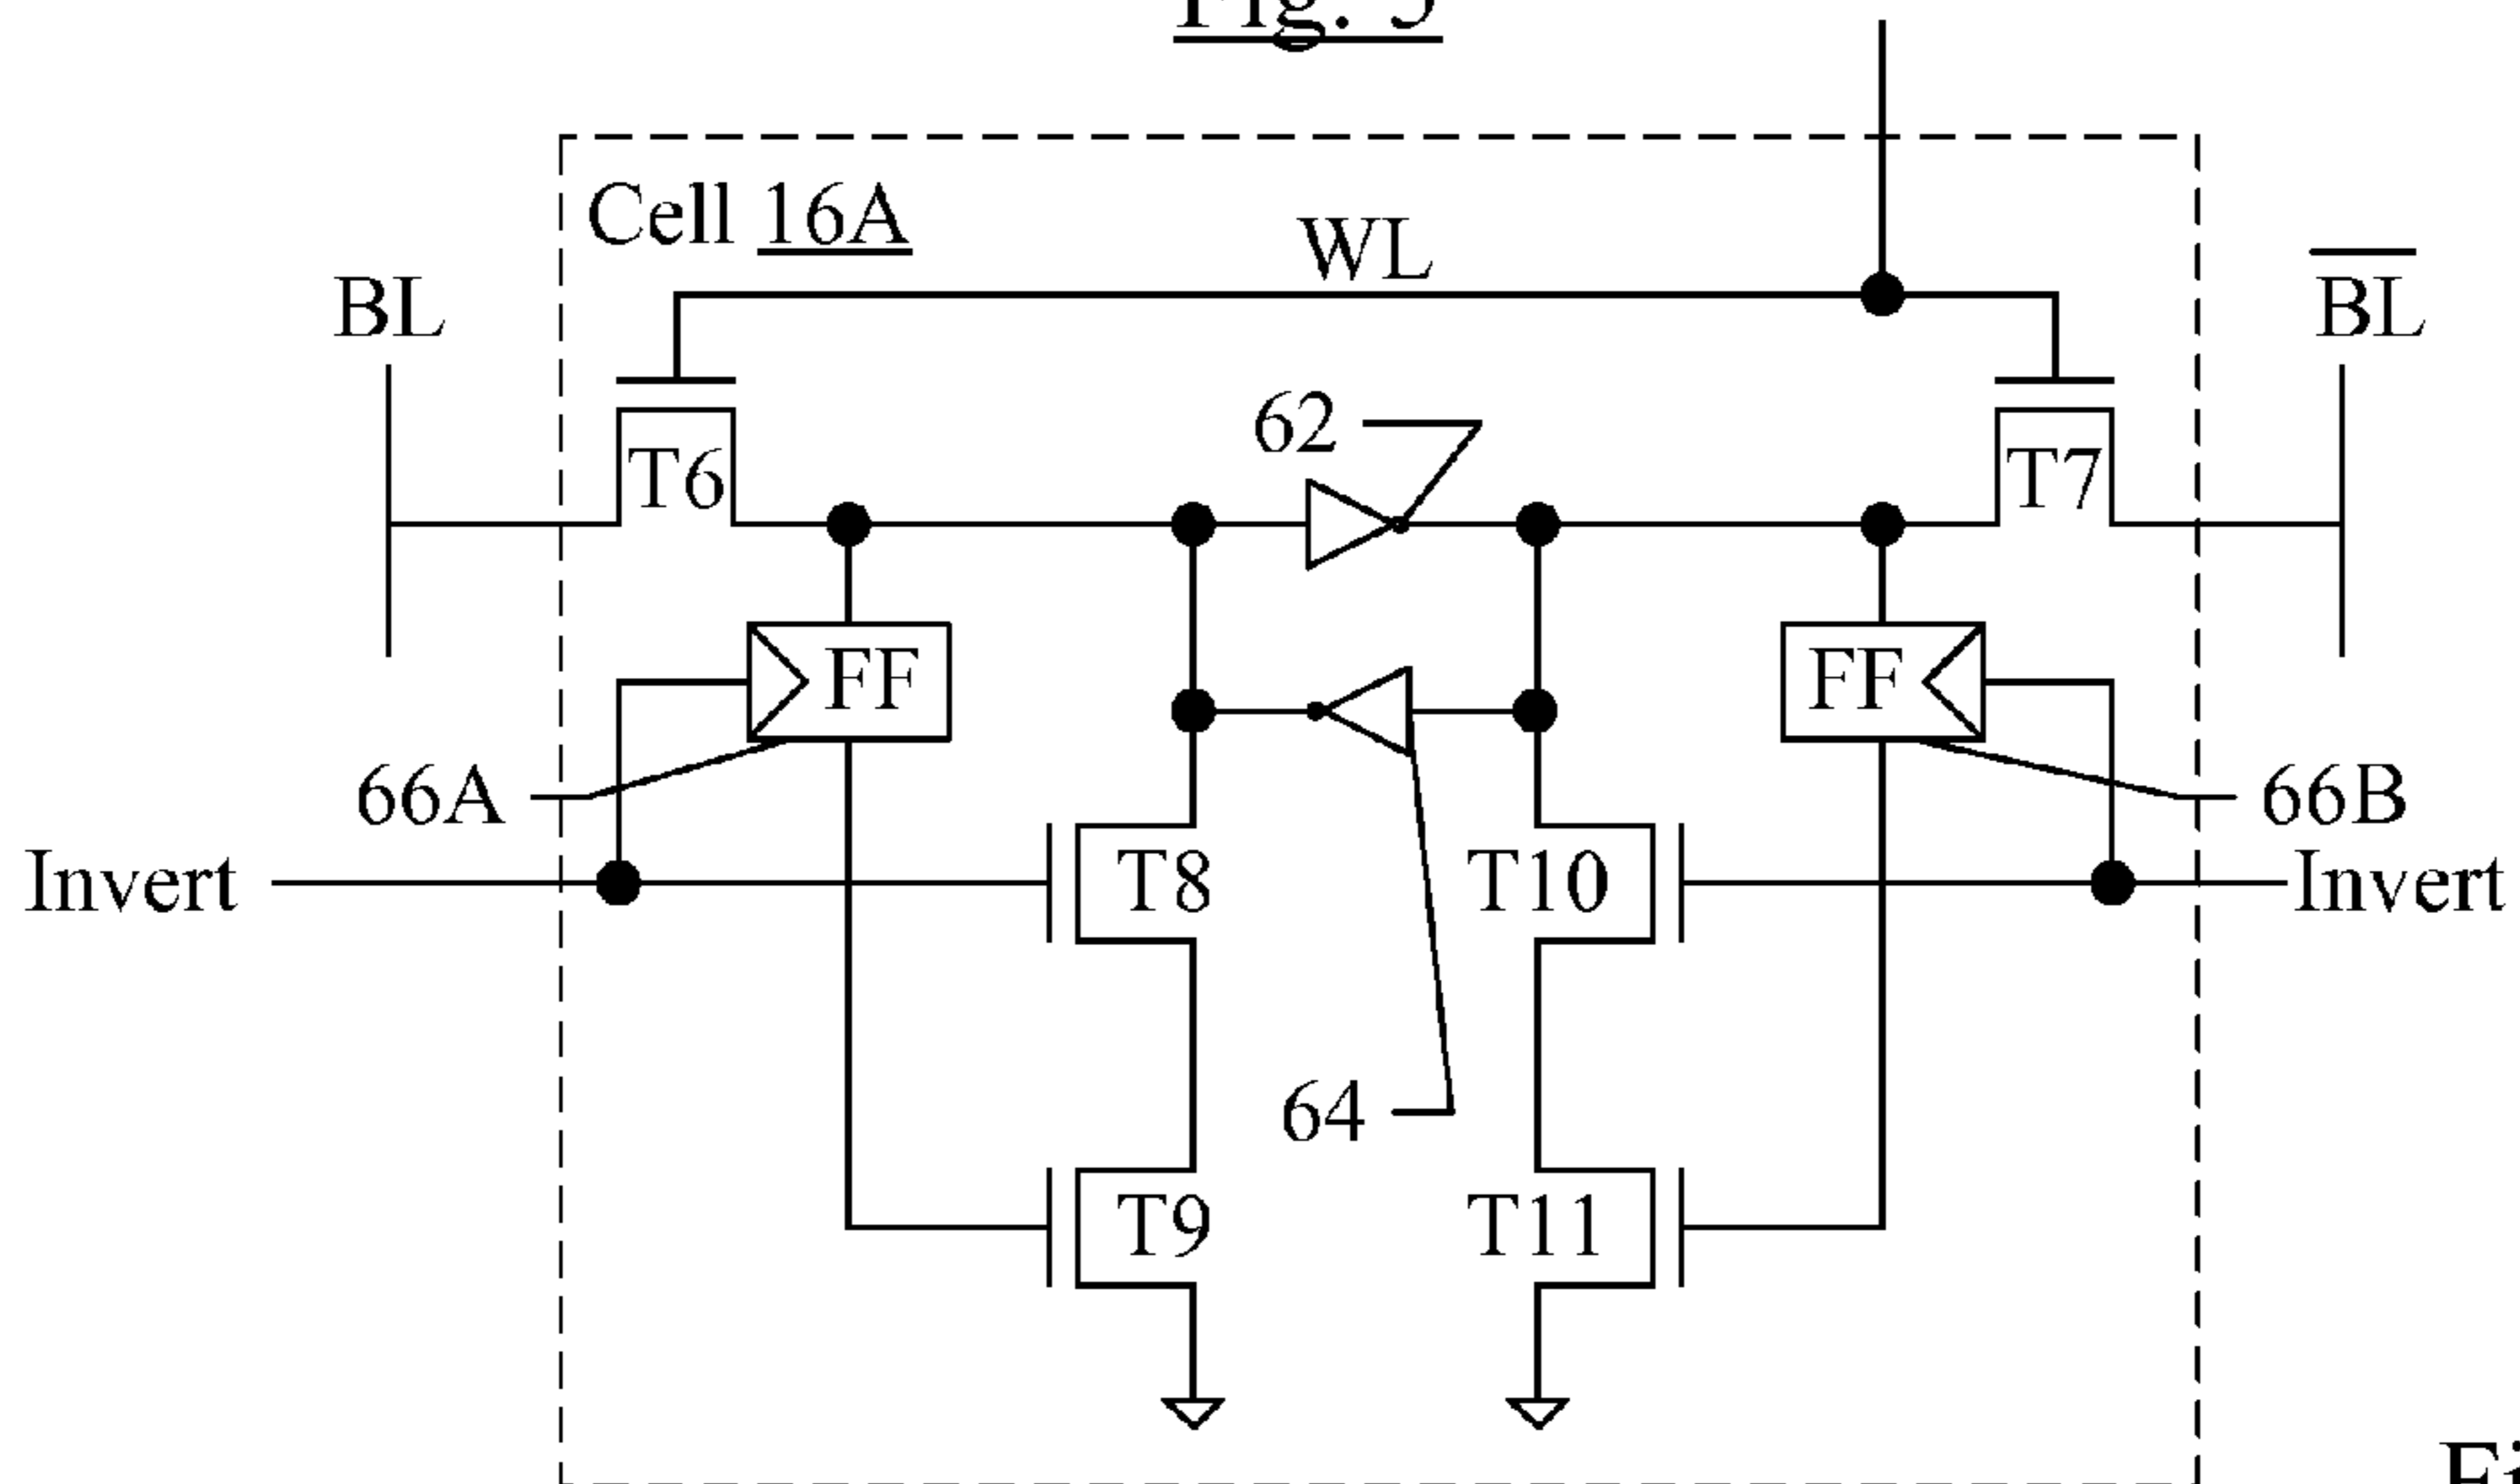 Cell 16A
WL
BL
BL
62
T6
T7
FF
FF
66A
66B
Invert
T8
T10
Invert
64
T9
T11